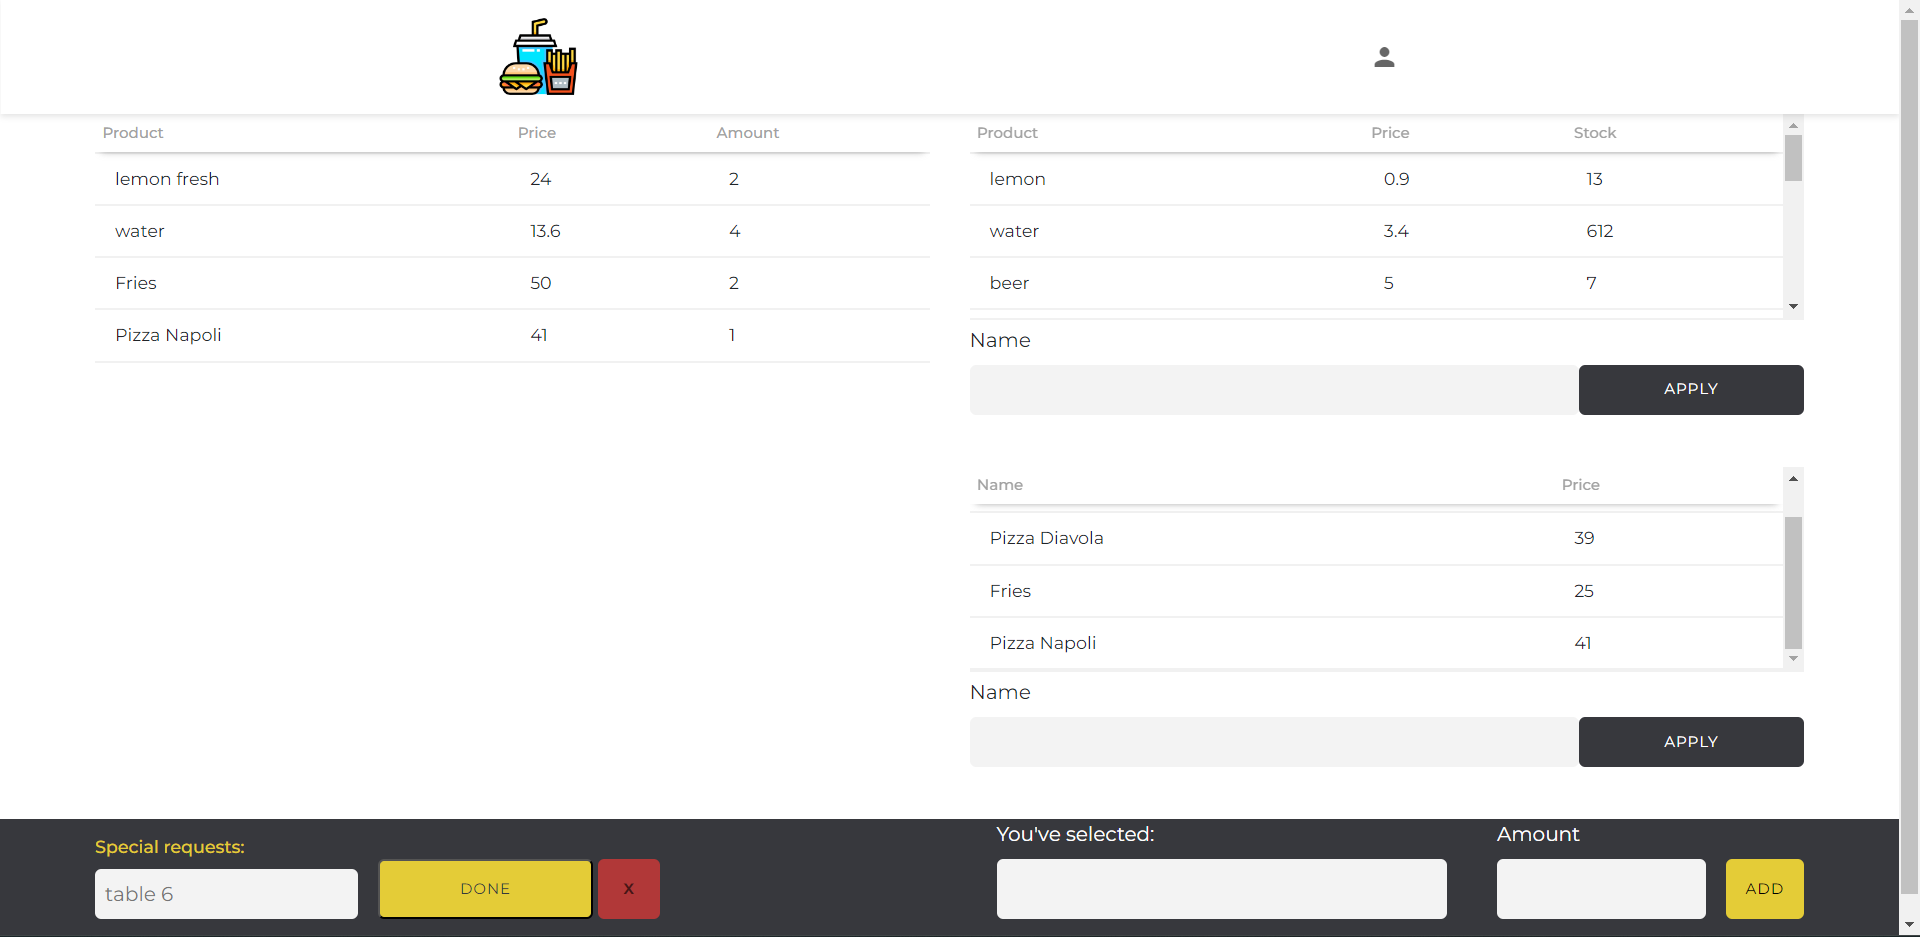 Product Price Amount
lemon fresh 24 2
water 13.6 4
Fries 50 2
Pizza Napoli 41 1
Product Price Stock
lemon 0.9 13
water 3.4 612
beer 5 7
Name
APPLY
Name Price
Pizza Diavola 39
Fries 25
Pizza Napoli 41
Name
APPLY
Special requests:
table 6
DONE
X
You've selected:
Amount
ADD